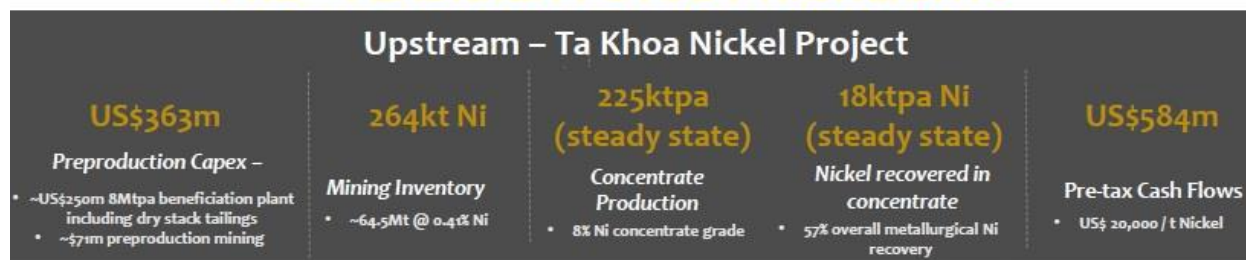 Upstream – Ta Khoa Nickel Project
US$363m
Preproduction Capex –
• ~US$250m 8Mtpa beneficiation plant
including dry stack tailings
• ~$71m preproduction mining
264kt Ni
Mining Inventory
• ~64.5Mt @ 0.41% Ni
225ktpa
(steady state)
Concentrate
Production
• 8% Ni concentrate grade
18ktpa Ni
(steady state)
Nickel recovered in
concentrate
• 57% overall metallurgical Ni
recovery
US$584m
Pre-tax Cash Flows
• US$ 20,000 / t Nickel